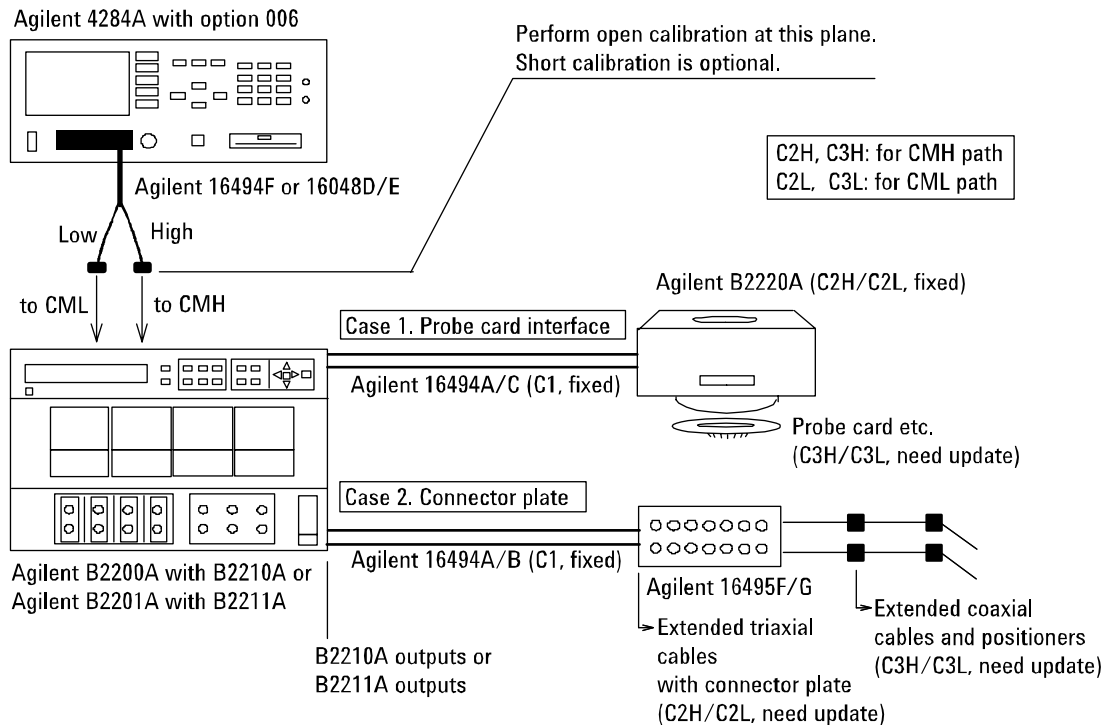 Agilent 4284A with option 006
Perform open calibration at this plane.
Short calibration is optional.
C2H, C3H: for CMH path
C2L, C3L: for CML path
Agilent 16494F or 16048D/E
Low
High
to CML
to CMH
Agilent B2220A (C2H/C2L, fixed)
Case 1. Probe card interface
Agilent 16494A/C (C1, fixed)
Probe card etc.
(C3H/C3L, need update)
Case 2. Connector plate
Agilent 16494A/B (C1, fixed)
Agilent B2200A with B2210A or
Agilent B2201A with B2211A
Agilent 16495F/G
Extended coaxial
cables and positioners
(C3H/C3L, need update)
Extended triaxial
cables
with connector plate
(C2H/C2L, need update)
B2210A outputs or
B2211A outputs